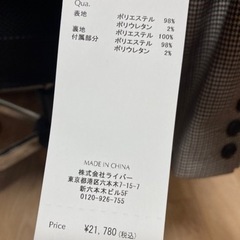 Qua.
表地 ポリエステル 98%
ポリウレタン 2%
裏地 ポリエステル 100%
付属部分 ポリエステル 98%
ポリウレタン 2%
MADE IN CHINA
株式会社ライバー
東京都港区六本木7-15-7
新六本木ビル5F
0120-926-755
Price ¥21,780(税込)